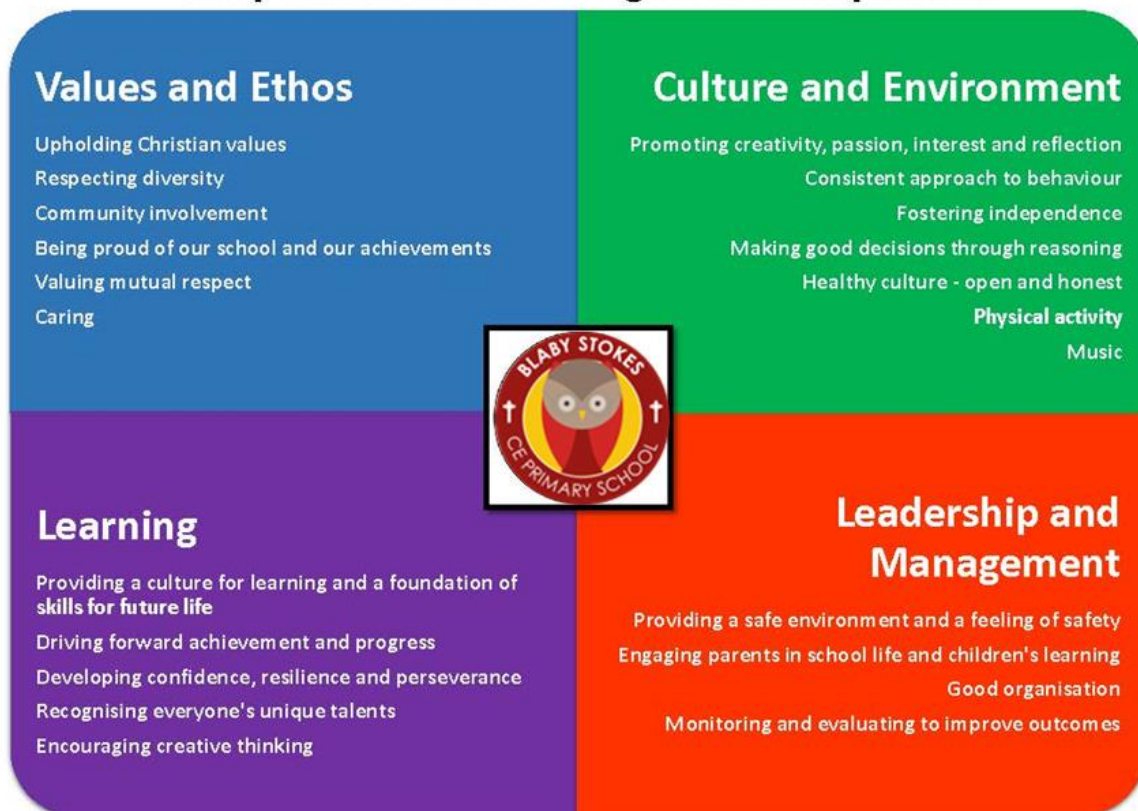 Values and Ethos
Upholding Christian values
Respecting diversity
Community involvement
Being proud of our school and our achievements
Valuing mutual respect
Caring
Culture and Environment
Promoting creativity, passion, interest and reflection
Consistent approach to behaviour
Fostering independence
Making good decisions through reasoning
Healthy culture - open and honest
Physical activity
Music
BLABY STOKES
CE PRIMARY SCHOOL
Learning
Providing a culture for learning and a foundation of
skills for future life
Driving forward achievement and progress
Developing confidence, resilience and perseverance
Recognising everyone's unique talents
Encouraging creative thinking
Leadership and
Management
Providing a safe environment and a feeling of safety
Engaging parents in school life and children's learning
Good organisation
Monitoring and evaluating to improve outcomes